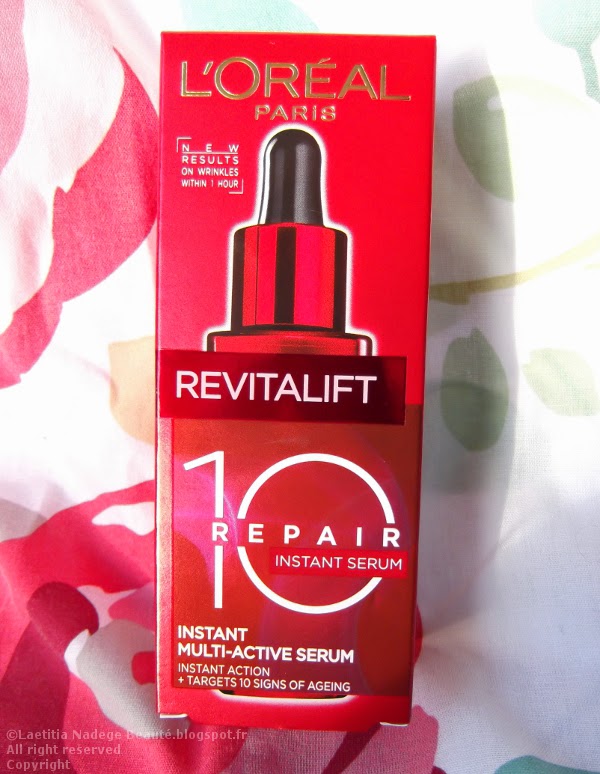 L'ORÉAL
PARIS
NEW
RESULTS
ON WRINKLES
WITHIN 1 HOUR
REVITALIFT
10
REPAIR
INSTANT SERUM
INSTANT
MULTI-ACTIVE SERUM
INSTANT ACTION
+ TARGETS 10 SIGNS OF AGEING
©Laetitia Nadege Beauté.blogspot.fr
All right reserved
Copyright